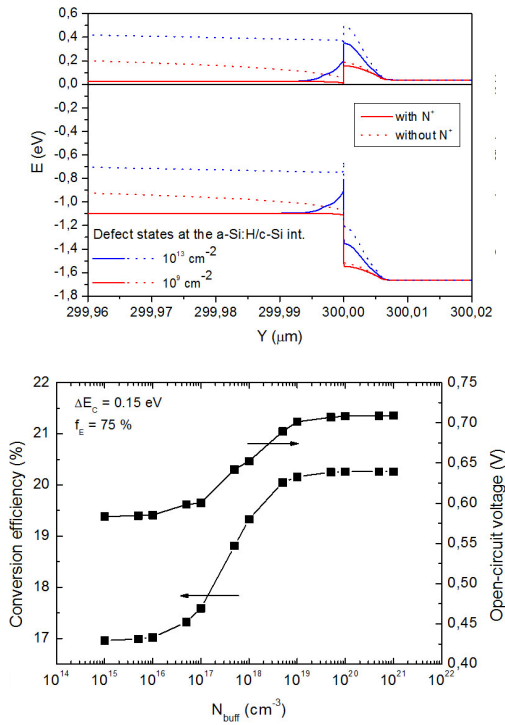 0,6
0,4
0,2
0,0
-0,2
-0,4
-0,6
-0,8
-1,0
-1,2
-1,4
-1,6
-1,8
E (eV)
with N⁺
without N⁺
Defect states at the a-Si:H/c-Si int.
10¹³ cm⁻²
10⁹ cm⁻²
299,96 299,97 299,98 299,99 300,00 300,01 300,02
Y (μm)
22
21
20
19
18
17
Conversion efficiency (%)
ΔE_C = 0.15 eV
f_E = 75 %
0,75
0,70
0,65
0,60
0,55
0,50
0,45
0,40
Open-circuit voltage (V)
10¹⁴ 10¹⁵ 10¹⁶ 10¹⁷ 10¹⁸ 10¹⁹ 10²⁰ 10²¹ 10²²
N_buff (cm⁻³)